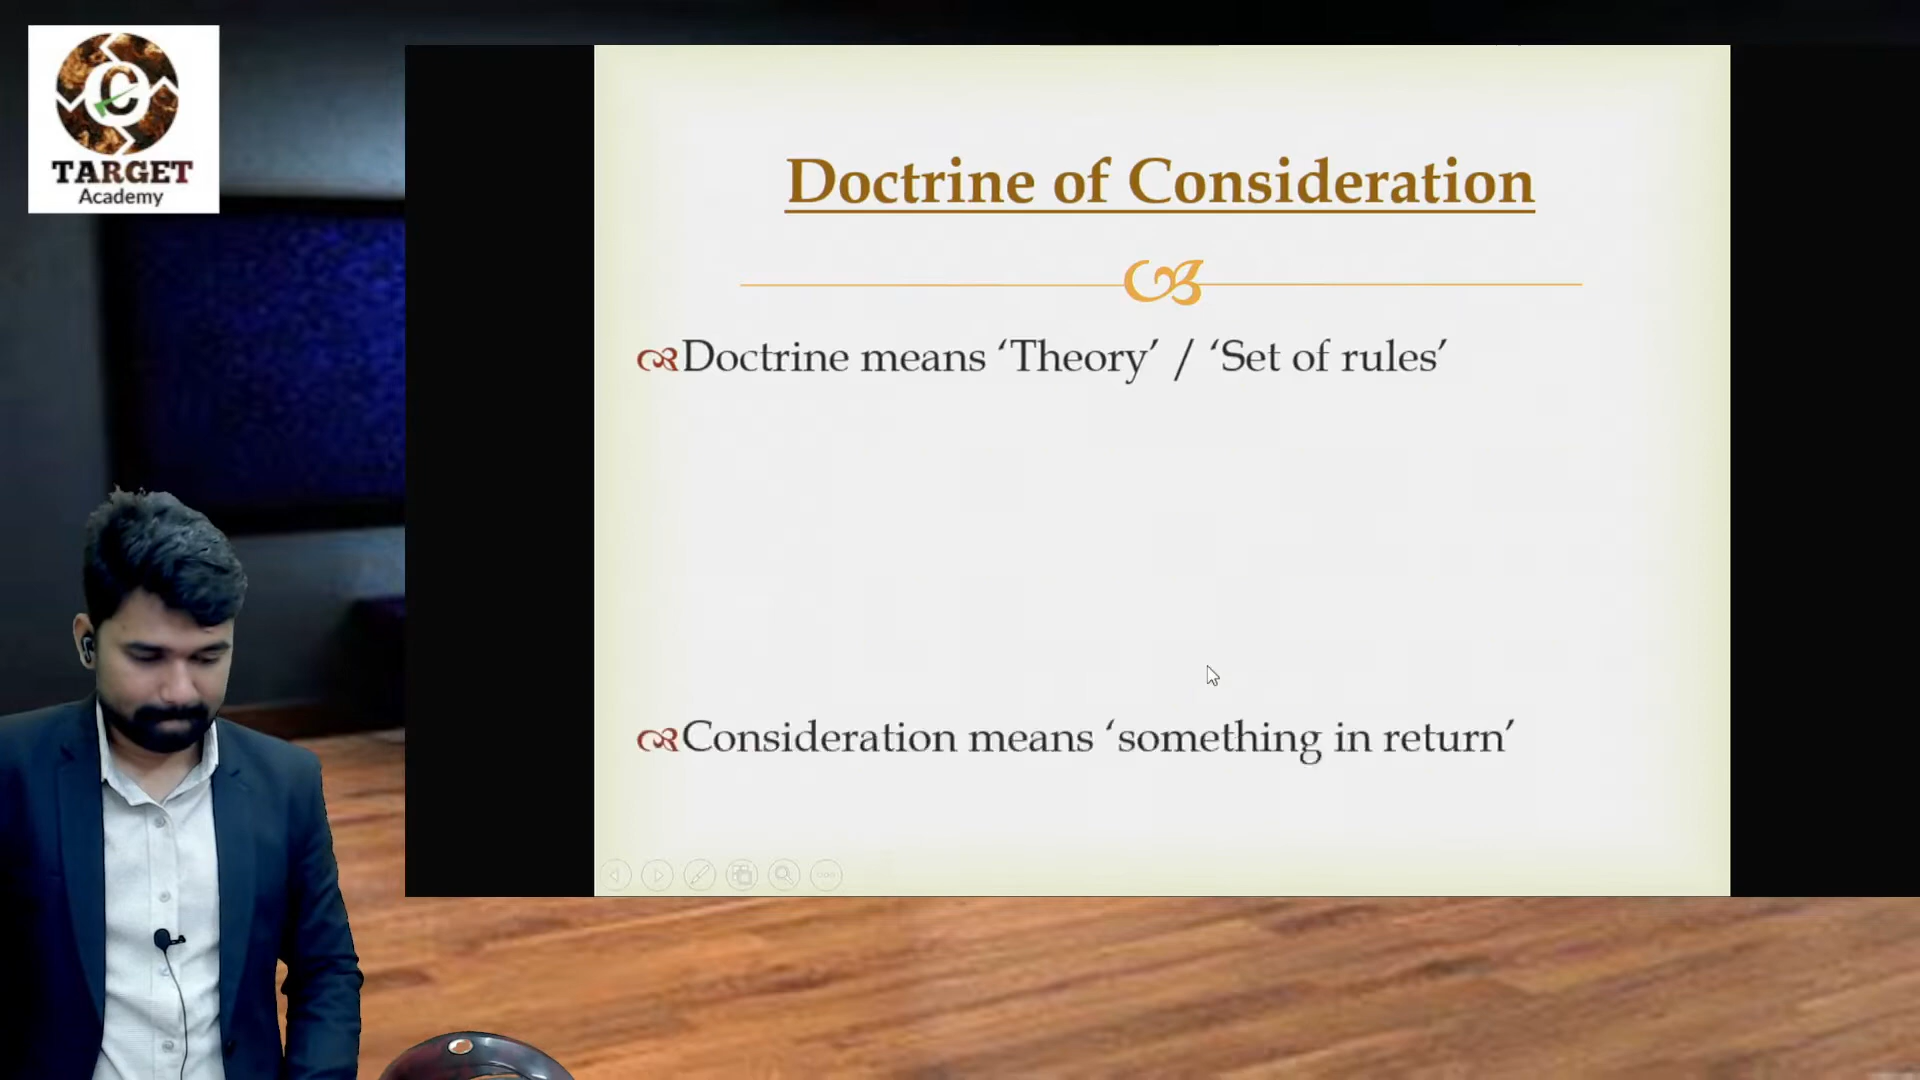 TARGET
Academy
Doctrine of Consideration
Doctrine means ‘Theory’ / ‘Set of rules’
Consideration means ‘something in return’